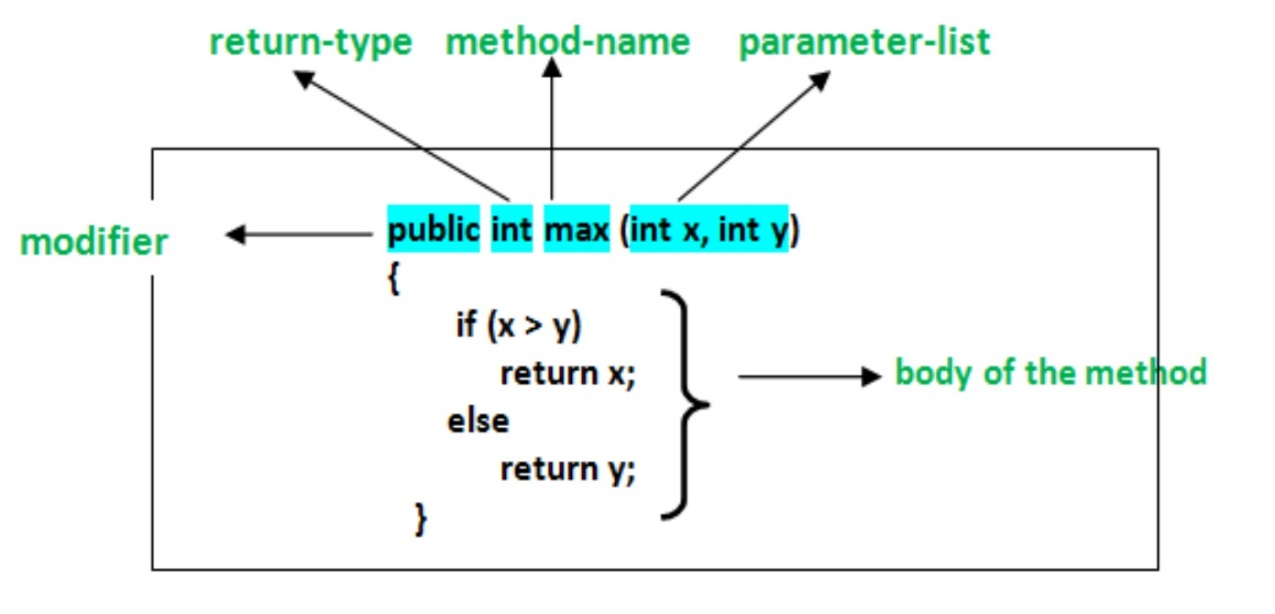 return-type method-name parameter-list
modifier
public int max (int x, int y)
{
if (x > y)
return x;
body of the method
else
return y;
}